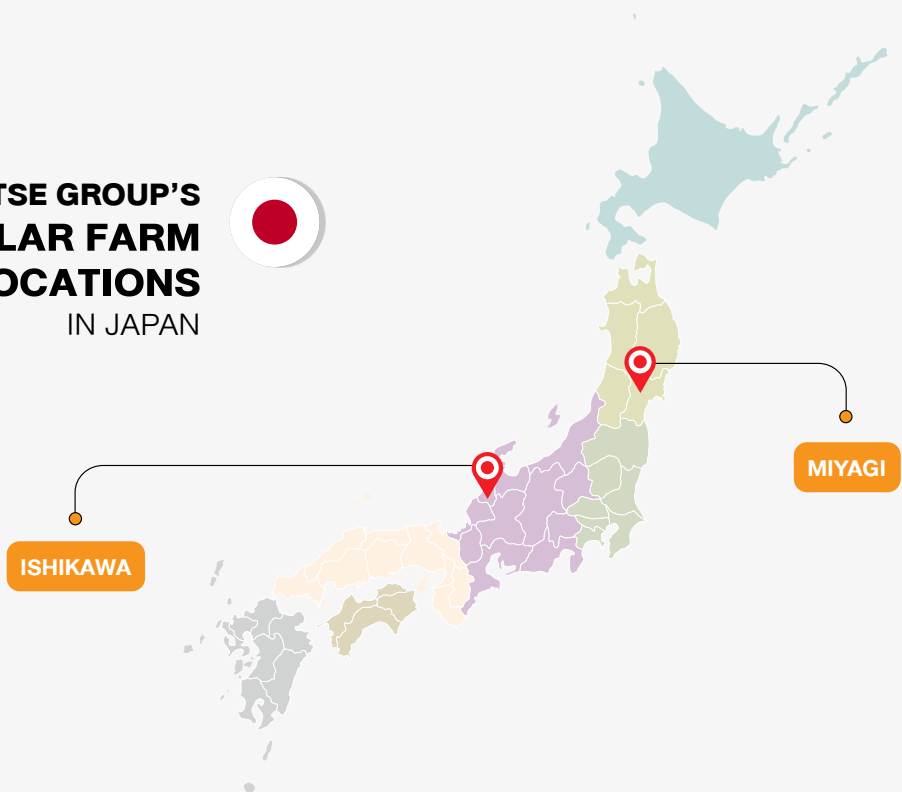 TSE GROUP'S
LAR FARM
OCATIONS
IN JAPAN
MIYAGI
ISHIKAWA